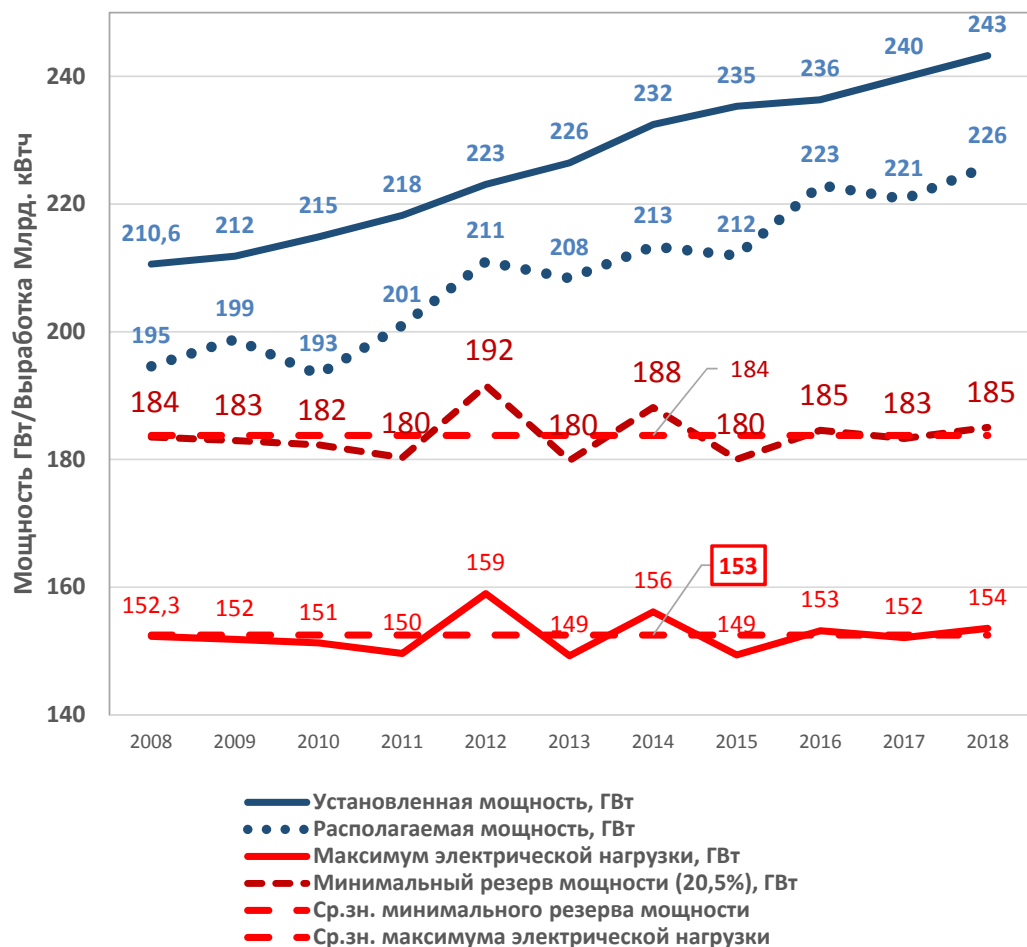 Мощность ГВт/Выработка Млрд. кВтч
240
220
200
180
160
140
210,6 212 215 218 223 226 232 235 236 240 243
195 199 193 201 211 208 213 212 223 221 226
184 183 182 180 192 180 188 180 185 183 185
184
153
152,3 152 151 150 159 149 156 149 153 152 154
2008 2009 2010 2011 2012 2013 2014 2015 2016 2017 2018
Установленная мощность, ГВт
Располагаемая мощность, ГВт
Максимум электрической нагрузки, ГВт
Минимальный резерв мощности (20,5%), ГВт
Ср.зн. минимального резерва мощности
Ср.зн. максимума электрической нагрузки